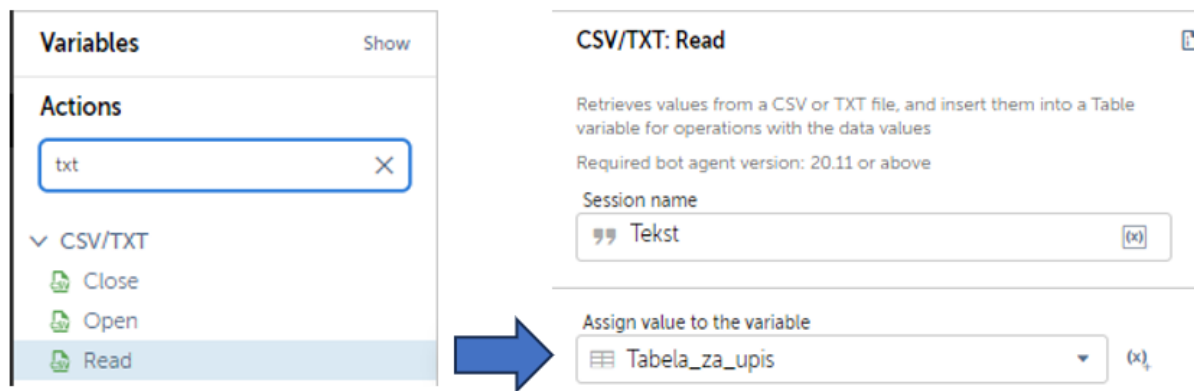 Variables
Show
Actions
txt
CSV/TXT
Close
Open
Read
CSV/TXT: Read
Retrieves values from a CSV or TXT file, and insert them into a Table
variable for operations with the data values
Required bot agent version: 20.11 or above
Session name
Tekst
(x)
Assign value to the variable
Tabela_za_upis
(x)+